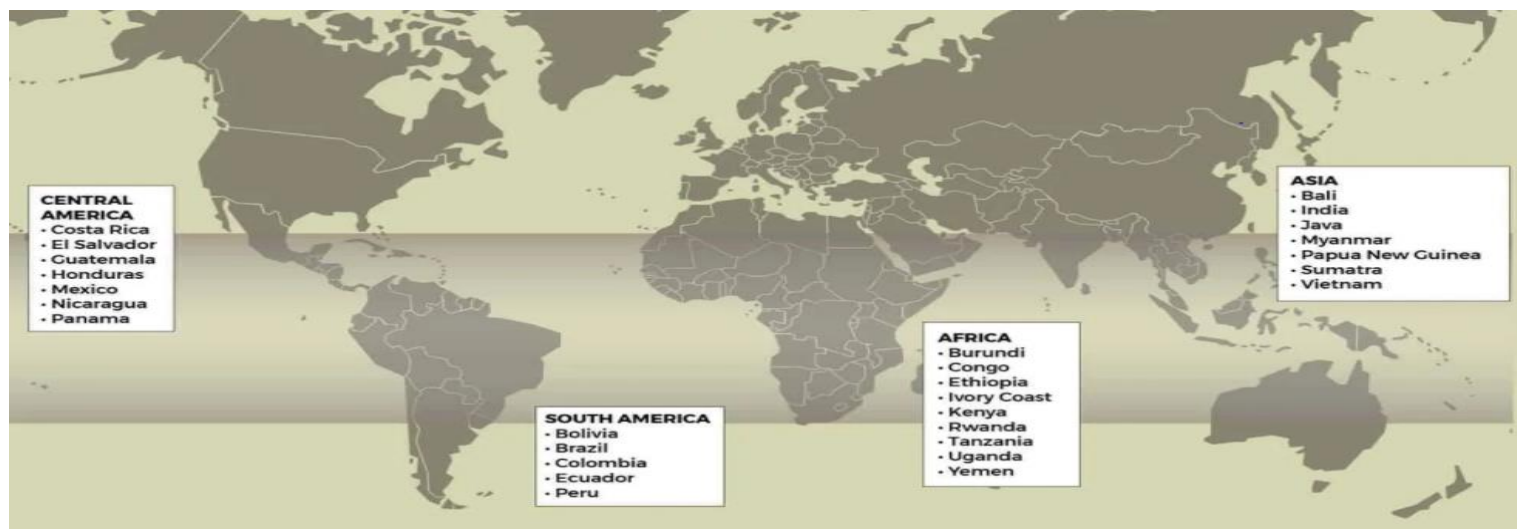 CENTRAL
AMERICA
• Costa Rica
• El Salvador
• Guatemala
• Honduras
• Mexico
• Nicaragua
• Panama
SOUTH AMERICA
• Bolivia
• Brazil
• Colombia
• Ecuador
• Peru
AFRICA
• Burundi
• Congo
• Ethiopia
• Ivory Coast
• Kenya
• Rwanda
• Tanzania
• Uganda
• Yemen
ASIA
• Bali
• India
• Java
• Myanmar
• Papua New Guinea
• Sumatra
• Vietnam